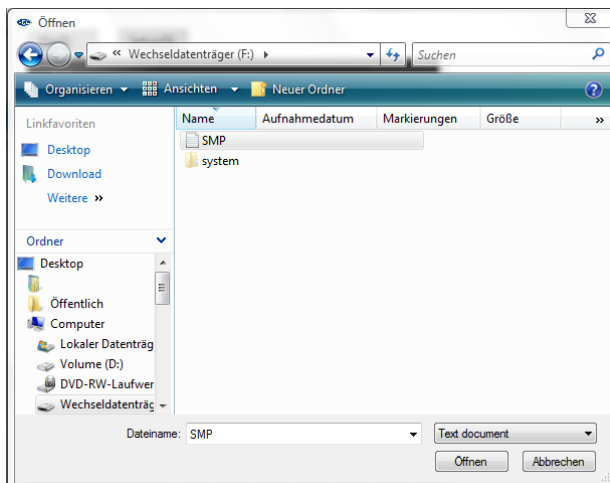 Öffnen
« Wechseldatenträger (F:)
Suchen
Organisieren Ansichten Neuer Ordner
Linkfavoriten
Name Aufnahmedatum Markierungen Größe »
Desktop
SMP
Download
system
Weitere »
Ordner
Desktop
Öffentlich
Computer
Lokaler Datenträg
Volume (D:)
DVD-RW-Laufwer
Wechseldatenträg
Dateiname: SMP Text document
Öffnen Abbrechen